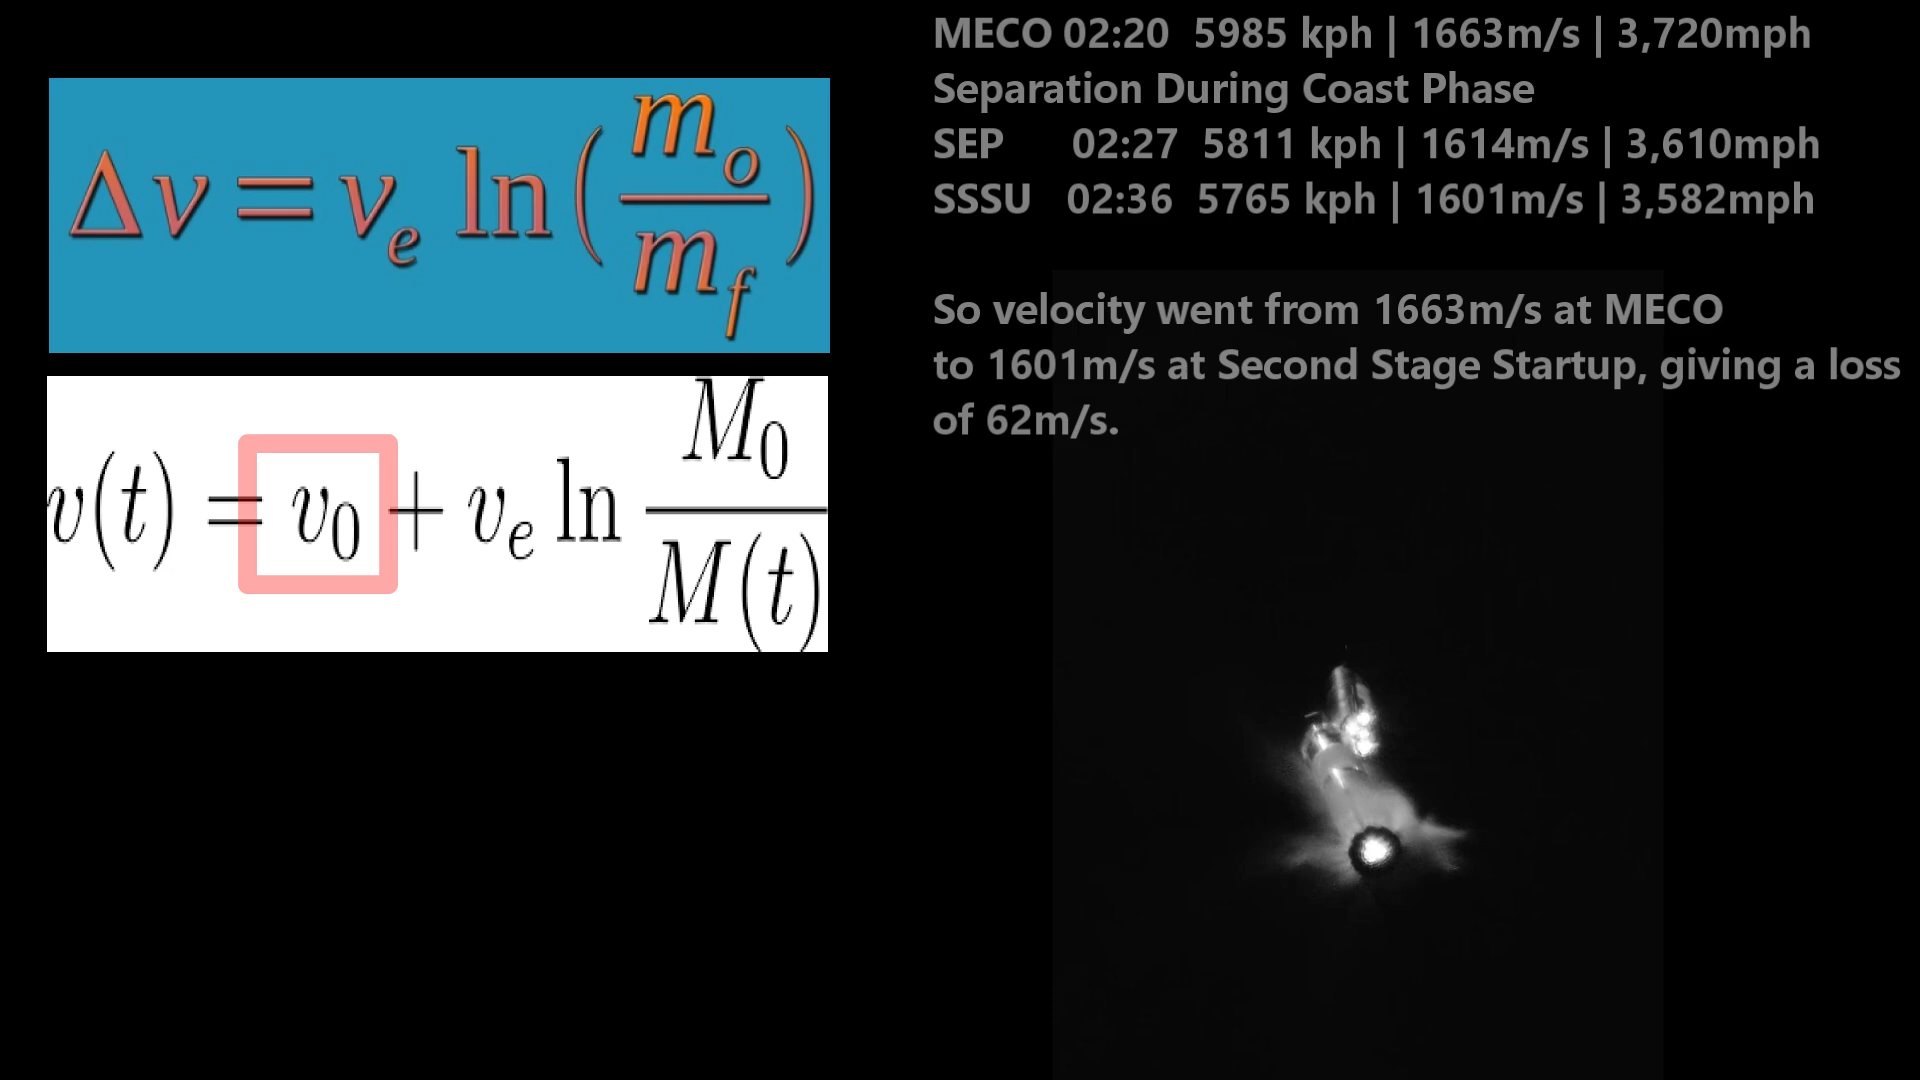 Δv = vₑ ln(mₒ/m_f)
v(t) = v₀ + vₑ ln M₀/M(t)
MECO 02:20 5985 kph | 1663m/s | 3,720mph
Separation During Coast Phase
SEP 02:27 5811 kph | 1614m/s | 3,610mph
SSSU 02:36 5765 kph | 1601m/s | 3,582mph
So velocity went from 1663m/s at MECO
to 1601m/s at Second Stage Startup, giving a loss
of 62m/s.